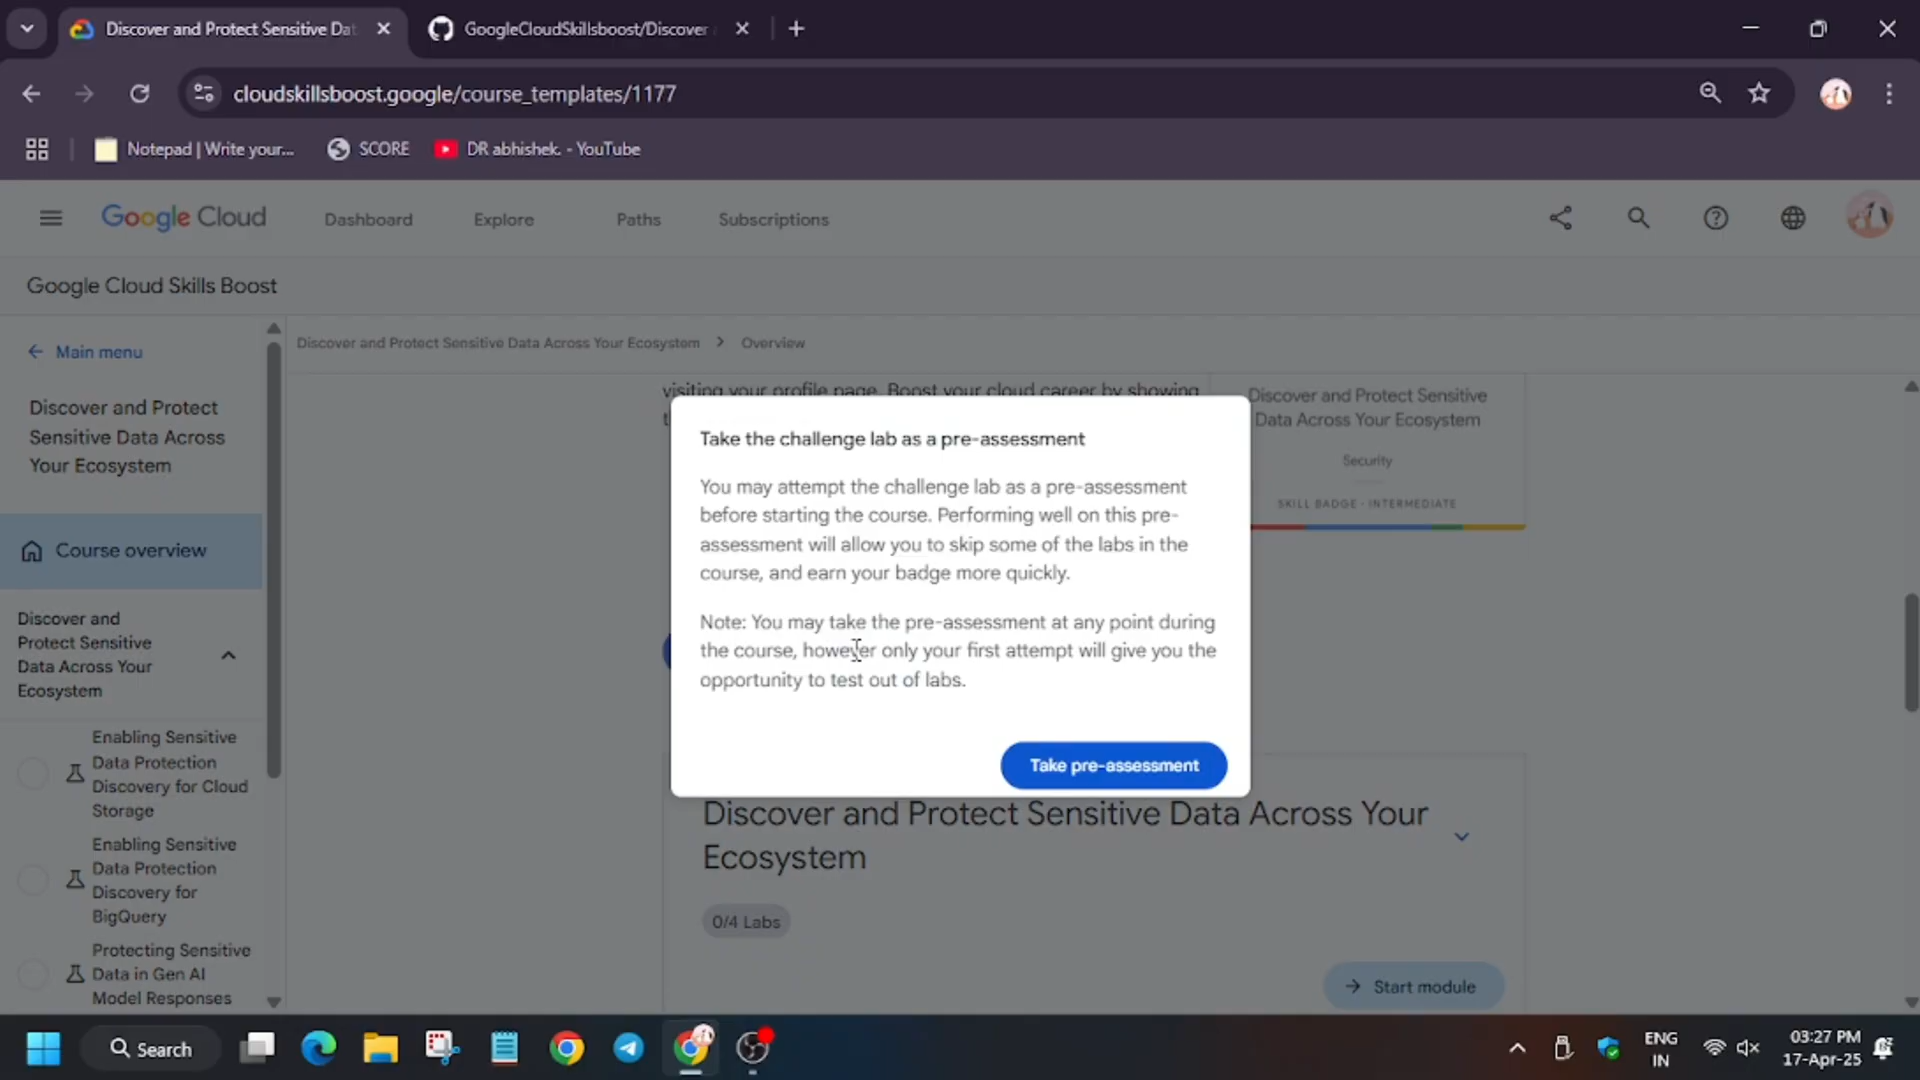 Discover and Protect Sensitive Dat
GoogleCloudSkillsboost/Discover
cloudskillsboost.google/course_templates/1177
Notepad | Write your...
SCORE
DR abhishek. - YouTube
Google Cloud
Dashboard
Explore
Paths
Subscriptions
Google Cloud Skills Boost
Main menu
Discover and Protect
Sensitive Data Across
Your Ecosystem
Course overview
Discover and
Protect Sensitive
Data Across Your
Ecosystem
Enabling Sensitive
Data Protection
Discovery for Cloud
Storage
Enabling Sensitive
Data Protection
Discovery for
BigQuery
Protecting Sensitive
Data in Gen AI
Model Responses
Discover and Protect Sensitive Data Across Your Ecosystem > Overview
visiting your profile page. Boost your cloud career by showing
Discover and Protect Sensitive
Data Across Your Ecosystem
Security
SKILL BADGE · INTERMEDIATE
Take the challenge lab as a pre-assessment
You may attempt the challenge lab as a pre-assessment
before starting the course. Performing well on this pre-
assessment will allow you to skip some of the labs in the
course, and earn your badge more quickly.
Note: You may take the pre-assessment at any point during
the course, however only your first attempt will give you the
opportunity to test out of labs.
Take pre-assessment
Discover and Protect Sensitive Data Across Your
Ecosystem
0/4 Labs
Start module
Search
ENG
IN
03:27 PM
17-Apr-25